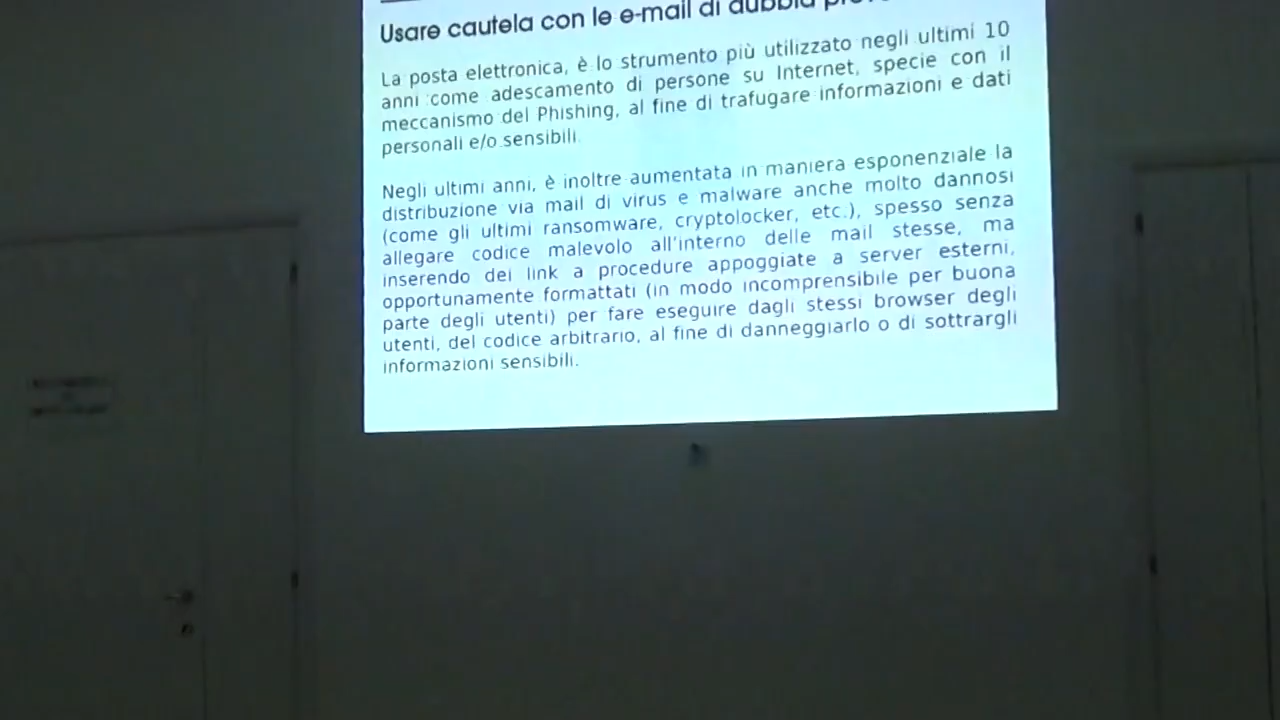 Usare cautela con le e-mail di dubbia
La posta elettronica, è lo strumento più utilizzato negli ultimi 10
anni come adescamento di persone su Internet, specie con il
meccanismo del Phishing, al fine di trafugare informazioni e dati
personali e/o sensibili.
Negli ultimi anni, è inoltre aumentata in maniera esponenziale la
distribuzione via mail di virus e malware anche molto dannosi
(come gli ultimi ransomware, cryptolocker, etc.), spesso senza
allegare codice malevolo all'interno delle mail stesse, ma
inserendo dei link a procedure appoggiate a server esterni,
opportunamente formattati (in modo incomprensibile per buona
parte degli utenti) per fare eseguire dagli stessi browser degli
utenti, del codice arbitrario, al fine di danneggiarlo o di sottrargli
informazioni sensibili.